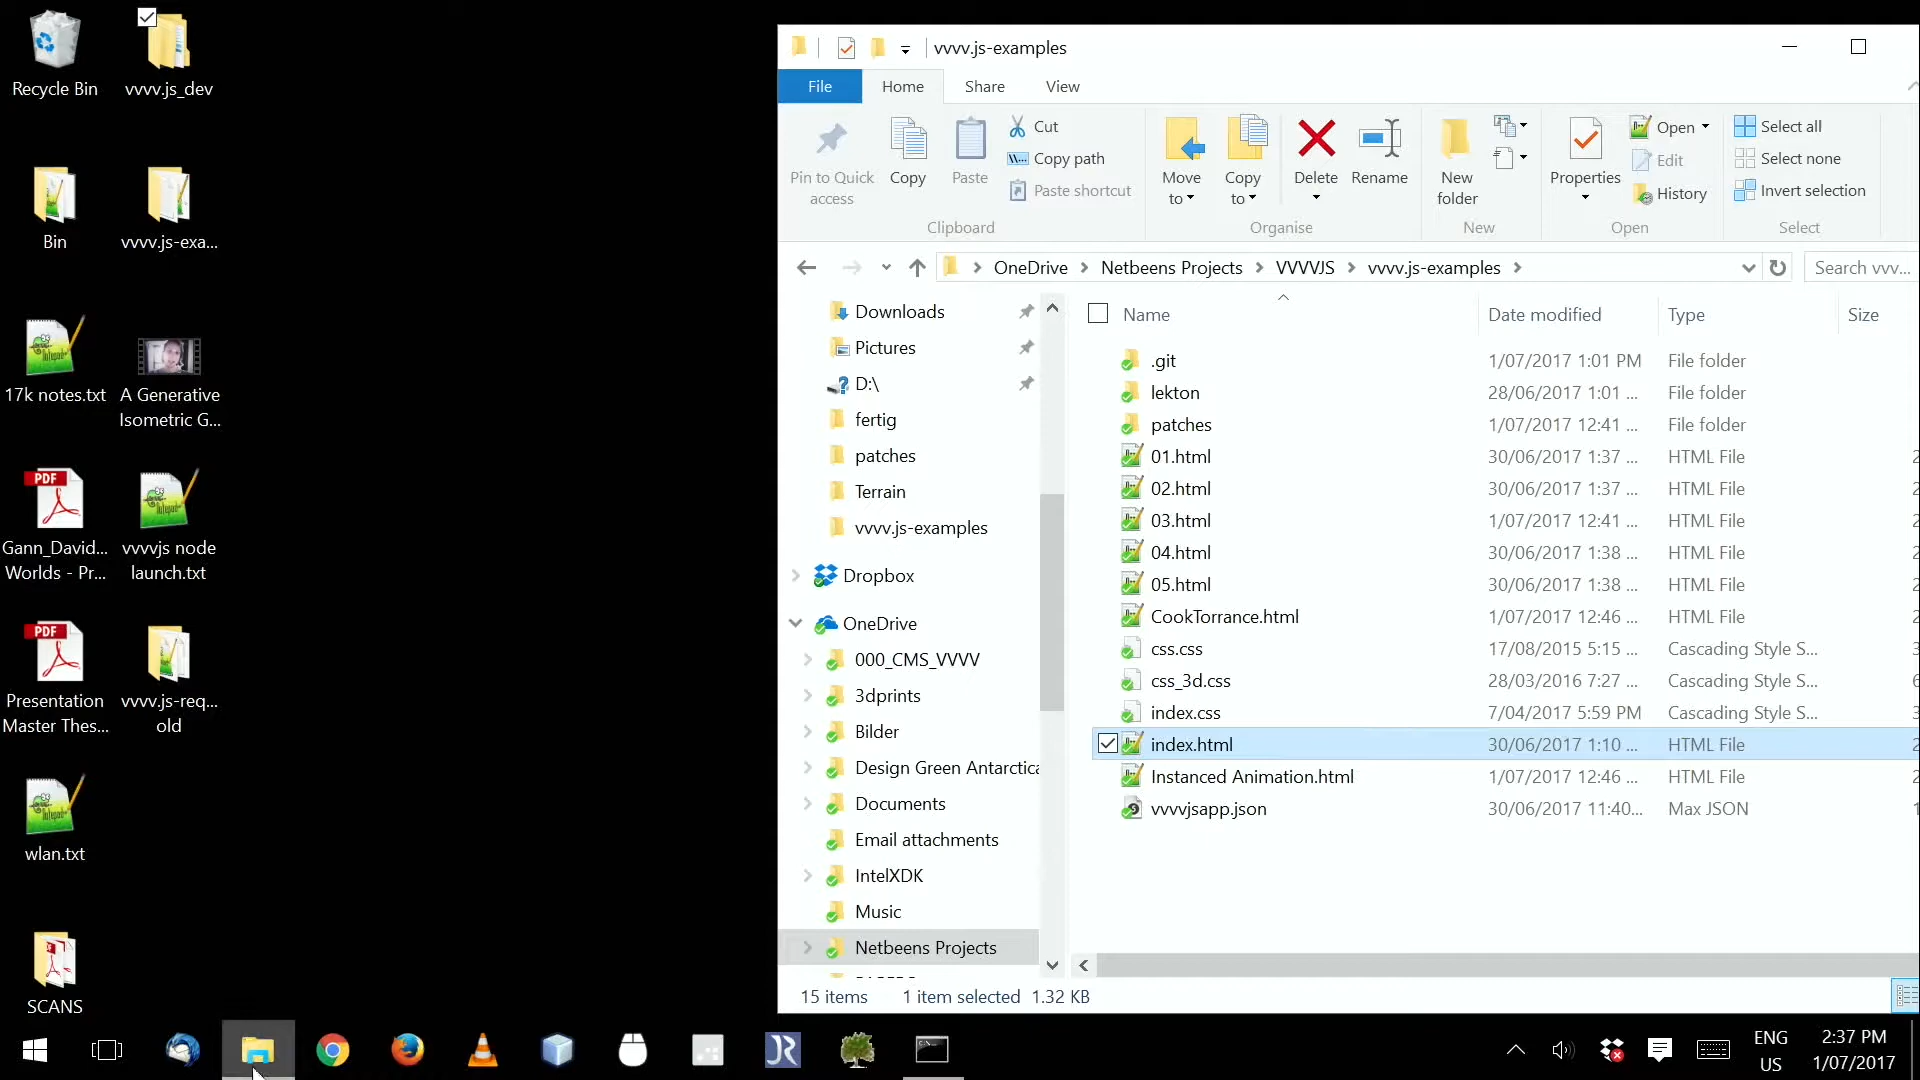 Recycle Bin
vvvv.js_dev
Bin
vvvv.js-exa...
17k notes.txt
A Generative
Isometric G...
Gann_David...
Worlds - Pr...
vvvvjs node
launch.txt
Presentation
Master Thes...
vvvv.js-req...
old
wlan.txt
SCANS
vvvv.js-examples
File
Home
Share
View
Pin to Quick
access
Copy
Paste
Cut
Copy path
Paste shortcut
Clipboard
Move
to
Copy
to
Delete
Rename
Organise
New
folder
New
Properties
Open
Edit
History
Open
Select all
Select none
Invert selection
Select
OneDrive
Netbeens Projects
VVVVJS
vvvv.js-examples
Search vvv...
Downloads
Pictures
D:\
fertig
patches
Terrain
vvvv.js-examples
Dropbox
OneDrive
000_CMS_VVVV
3dprints
Bilder
Design Green Antarctica
Documents
Email attachments
IntelXDK
Music
Netbeens Projects
Name Date modified Type Size
.git 1/07/2017 1:01 PM File folder
lekton 28/06/2017 1:01 ... File folder
patches 1/07/2017 12:41 ... File folder
01.html 30/06/2017 1:37 ... HTML File
02.html 30/06/2017 1:37 ... HTML File
03.html 1/07/2017 12:41 ... HTML File
04.html 30/06/2017 1:38 ... HTML File
05.html 30/06/2017 1:38 ... HTML File
CookTorrance.html 1/07/2017 12:46 ... HTML File
css.css 17/08/2015 5:15 ... Cascading Style S...
css_3d.css 28/03/2016 7:27 ... Cascading Style S...
index.css 7/04/2017 5:59 PM Cascading Style S...
index.html 30/06/2017 1:10 ... HTML File
Instanced Animation.html 1/07/2017 12:46 ... HTML File
vvvvjsapp.json 30/06/2017 11:40... Max JSON
15 items 1 item selected 1.32 KB
ENG
US
2:37 PM
1/07/2017